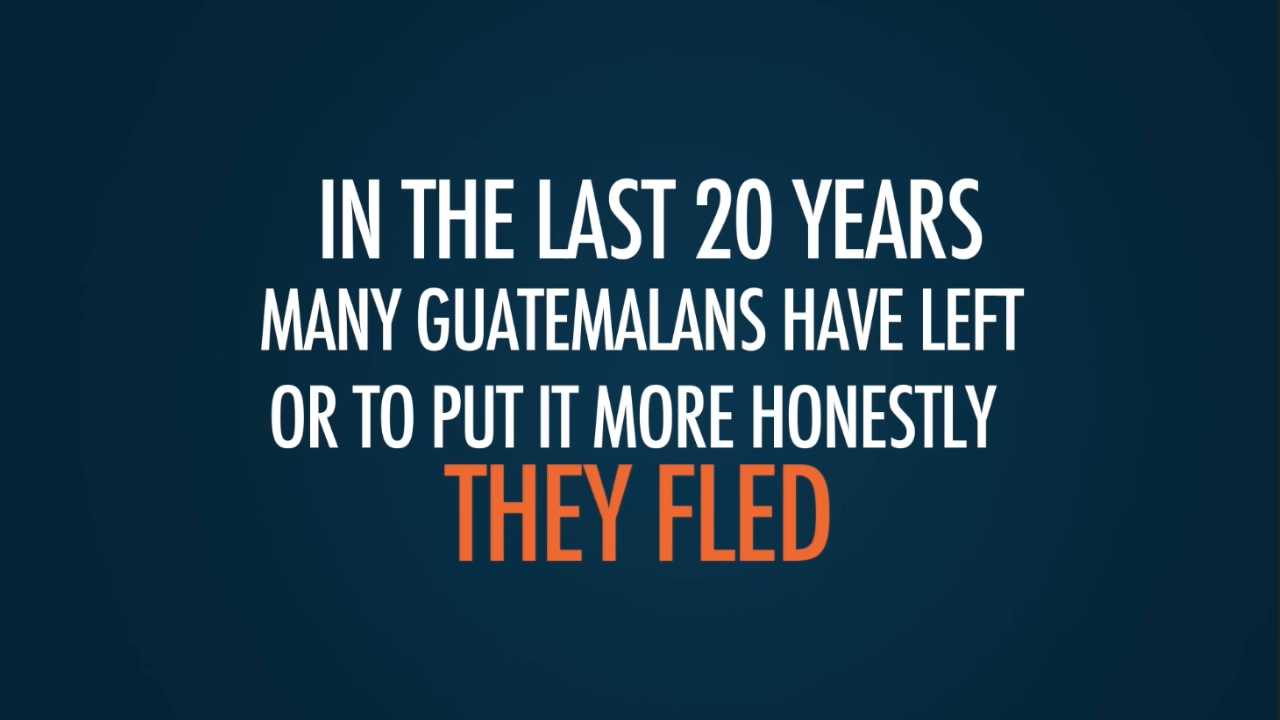 IN THE LAST 20 YEARS
MANY GUATEMALANS HAVE LEFT
OR TO PUT IT MORE HONESTLY
THEY FLED